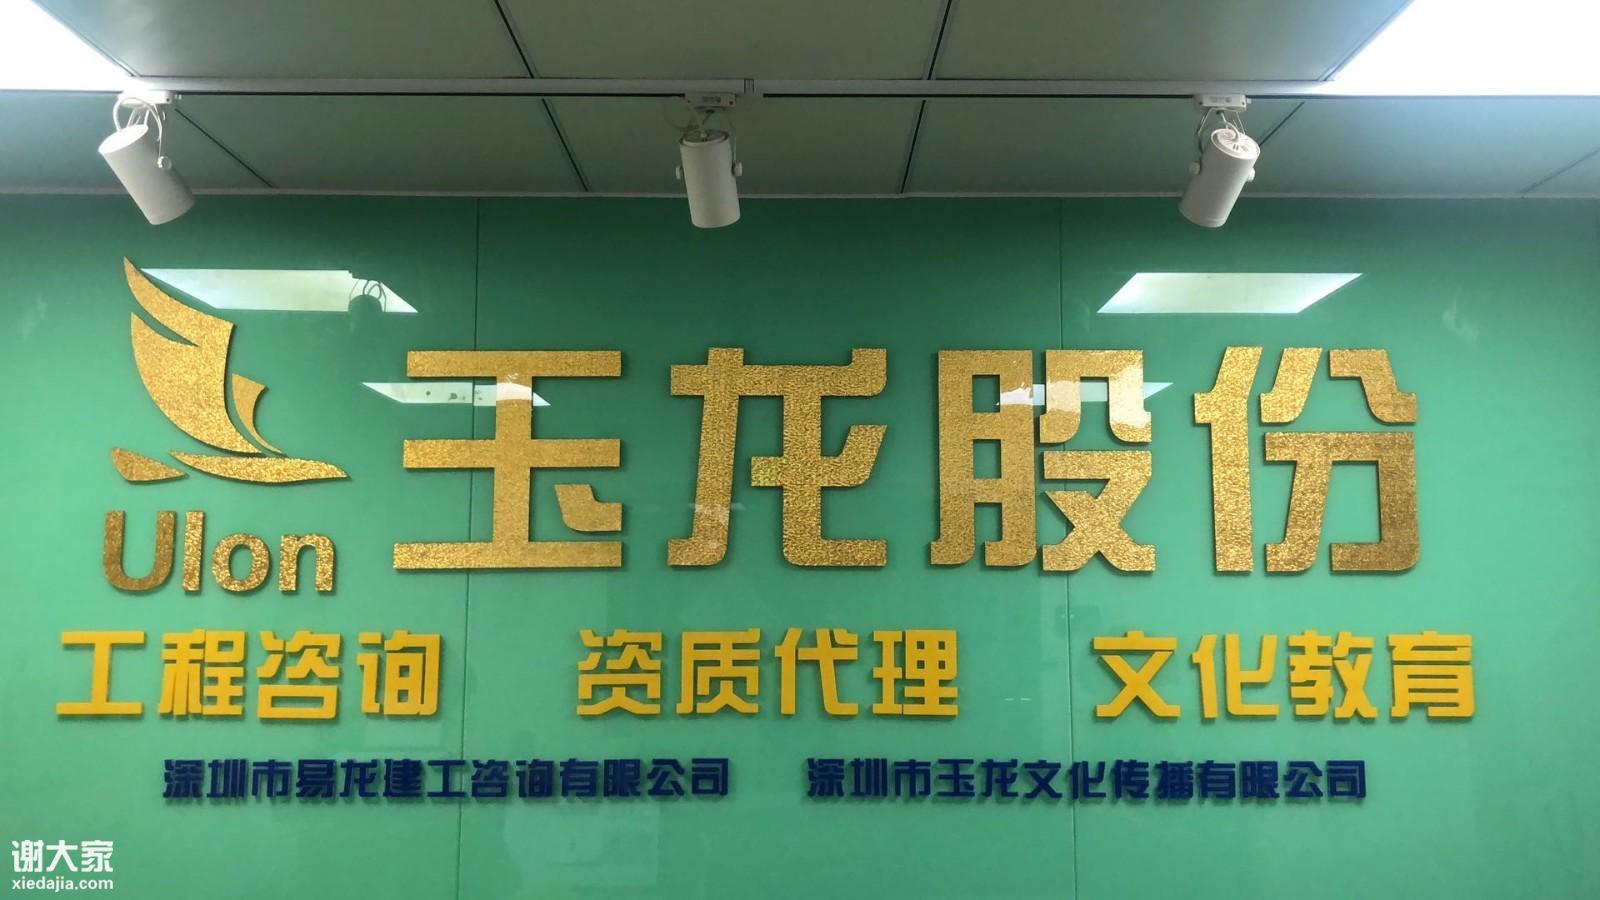 玉龙股份
Ulon
工程咨询 资质代理 文化教育
深圳市易龙建工咨询有限公司 深圳市玉龙文化传播有限公司
谢大家
xiedajia.com